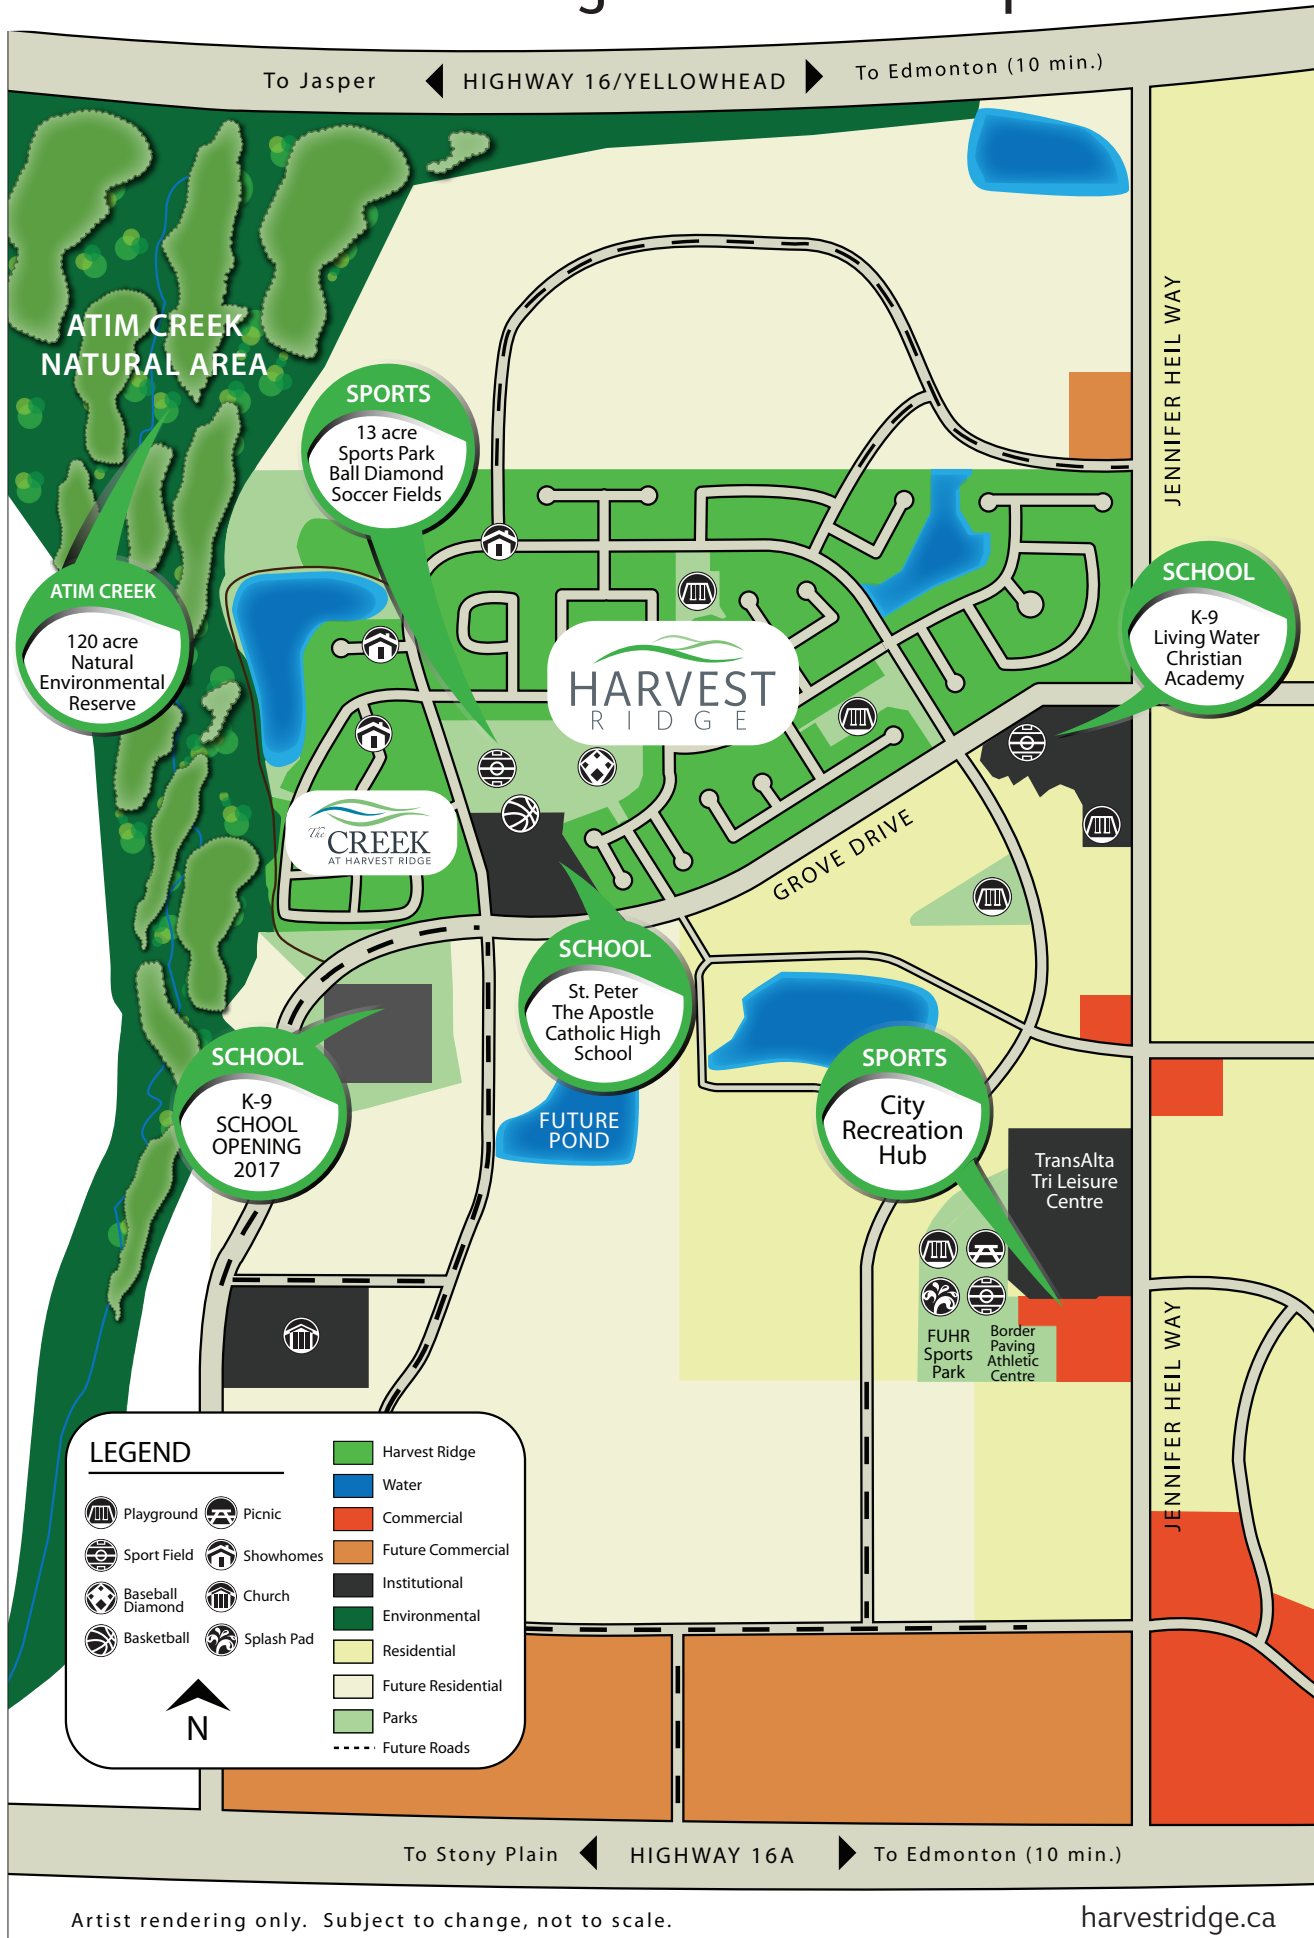 To Jasper
HIGHWAY 16/YELLOWHEAD
To Edmonton (10 min.)
JENNIFER HEIL WAY
ATIM CREEK
NATURAL AREA
SPORTS
13 acre
Sports Park
Ball Diamond
Soccer Fields
ATIM CREEK
120 acre
Natural
Environmental
Reserve
SCHOOL
K-9
Living Water
Christian
Academy
HARVEST
RIDGE
The
CREEK
AT HARVEST RIDGE
GROVE DRIVE
SCHOOL
St. Peter
The Apostle
Catholic High
School
SCHOOL
K-9
SCHOOL
OPENING
2017
FUTURE
POND
SPORTS
City
Recreation
Hub
TransAlta
Tri Leisure
Centre
FUHR
Sports
Park
Border
Paving
Athletic
Centre
JENNIFER HEIL WAY
LEGEND
Playground
Picnic
Sport Field
Showhomes
Baseball
Diamond
Church
Basketball
Splash Pad
N
Harvest Ridge
Water
Commercial
Future Commercial
Institutional
Environmental
Residential
Future Residential
Parks
Future Roads
To Stony Plain
HIGHWAY 16A
To Edmonton (10 min.)
Artist rendering only. Subject to change, not to scale.
harvestridge.ca